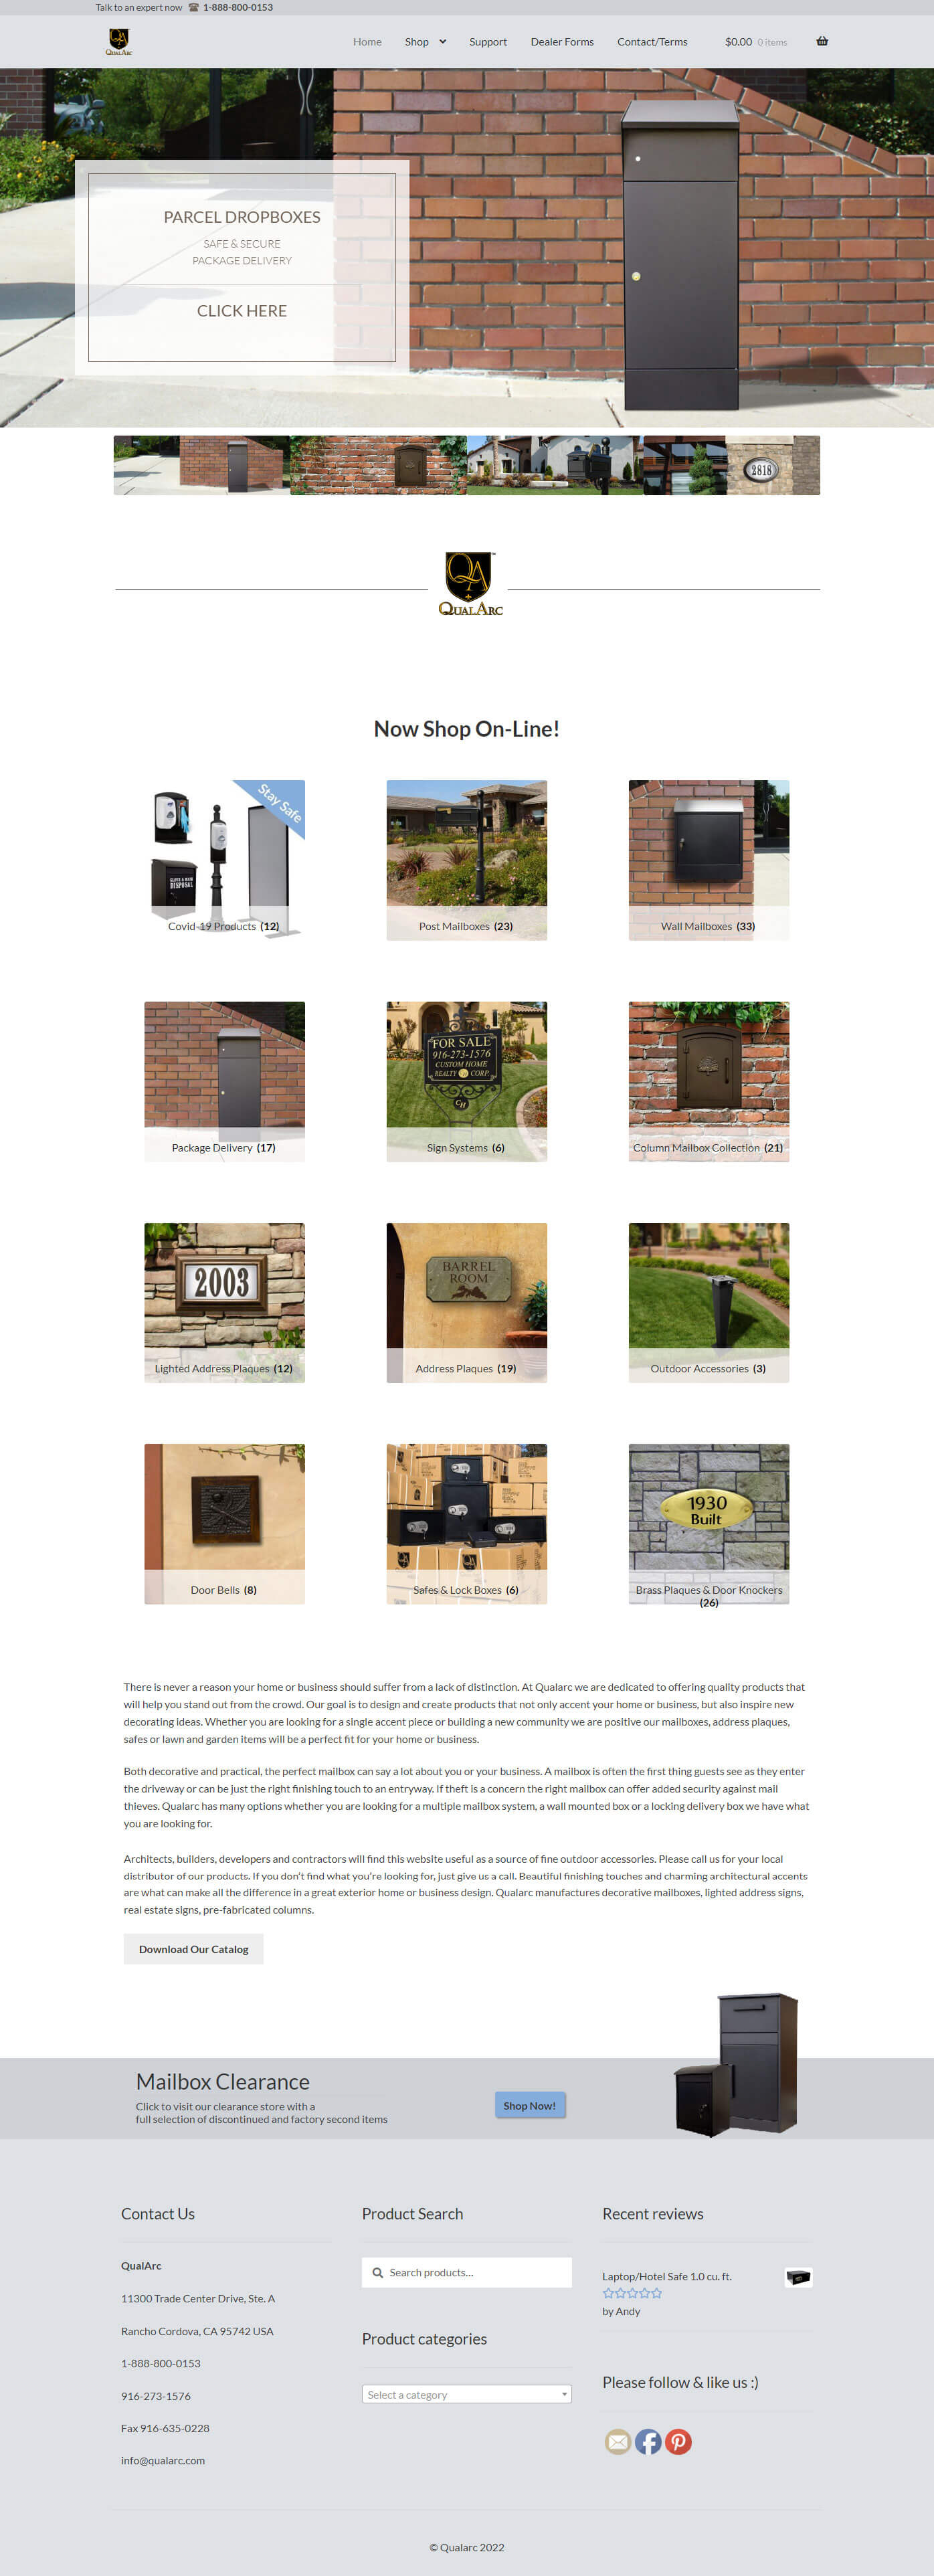 Talk to an expert now 1-888-800-0153
QUALARC
Home Shop Support Dealer Forms Contact/Terms $0.00 0 items
PARCEL DROPBOXES
SAFE & SECURE
PACKAGE DELIVERY
CLICK HERE
2818
QA
QUALARC
Now Shop On-Line!
Stay Safe
GLOVE & MASK
DISPOSAL
Covid-19 Products (12)
Post Mailboxes (23)
Wall Mailboxes (33)
Package Delivery (17)
FOR SALE
916-273-1576
CUSTOM HOME
REALTY CORP.
Sign Systems (6)
Column Mailbox Collection (21)
2003
Lighted Address Plaques (12)
BARREL
ROOM
Address Plaques (19)
Outdoor Accessories (3)
Door Bells (8)
Safes & Lock Boxes (6)
1930
Built
Brass Plaques & Door Knockers
(26)
There is never a reason your home or business should suffer from a lack of distinction. At Qualarc we are dedicated to offering quality products that
will help you stand out from the crowd. Our goal is to design and create products that not only accent your home or business, but also inspire new
decorating ideas. Whether you are looking for a single accent piece or building a new community we are positive our mailboxes, address plaques,
safes or lawn and garden items will be a perfect fit for your home or business.
Both decorative and practical, the perfect mailbox can say a lot about you or your business. A mailbox is often the first thing guests see as they enter
the driveway or can be just the right finishing touch to an entryway. If theft is a concern the right mailbox can offer added security against mail
thieves. Qualarc has many options whether you are looking for a multiple mailbox system, a wall mounted box or a locking delivery box we have what
you are looking for.
Architects, builders, developers and contractors will find this website useful as a source of fine outdoor accessories. Please call us for your local
distributor of our products. If you don't find what you're looking for, just give us a call. Beautiful finishing touches and charming architectural accents
are what can make all the difference in a great exterior home or business design. Qualarc manufactures decorative mailboxes, lighted address signs,
real estate signs, pre-fabricated columns.
Download Our Catalog
Mailbox Clearance
Click to visit our clearance store with a
full selection of discontinued and factory second items
Shop Now!
Contact Us
QualArc
11300 Trade Center Drive, Ste. A
Rancho Cordova, CA 95742 USA
1-888-800-0153
916-273-1576
Fax 916-635-0228
info@qualarc.com
Product Search
Search products...
Product categories
Select a category
Recent reviews
Laptop/Hotel Safe 1.0 cu. ft.
by Andy
Please follow & like us :)
© Qualarc 2022